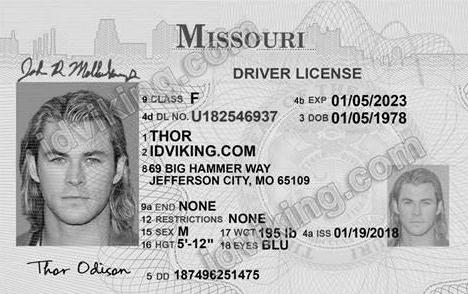 MISSOURI
John R. Mollenkamp
DRIVER LICENSE
9 CLASS F
4b EXP 01/05/2023
4d DL NO. U182546937
3 DOB 01/05/1978
1 THOR
2 IDVIKING.COM
8 69 BIG HAMMER WAY
JEFFERSON CITY, MO 65109
9a END NONE
12 RESTRICTIONS NONE
15 SEX M
17 WGT 195 lb
4a ISS 01/19/2018
16 HGT 5'-12"
18 EYES BLU
Thor Odison
5 DD 187496251475
idviking.com
idviking.com